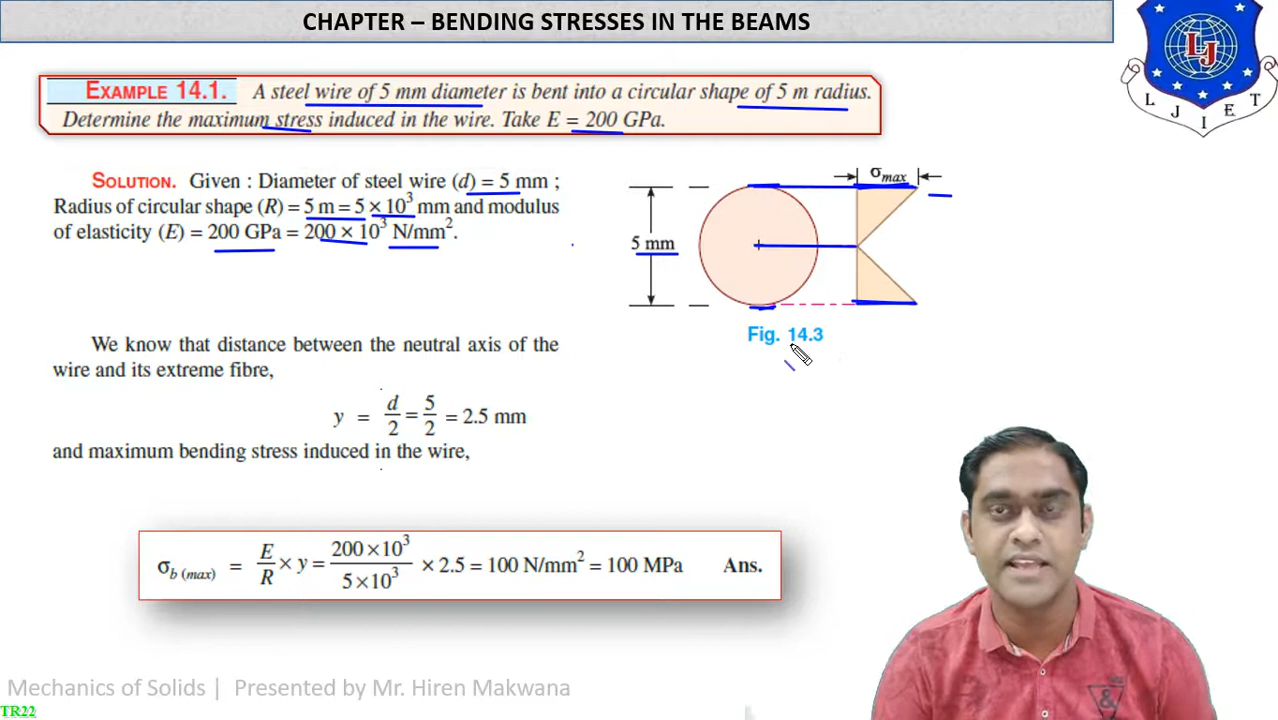 CHAPTER – BENDING STRESSES IN THE BEAMS
LJ
L J I E T
EXAMPLE 14.1. A steel wire of 5 mm diameter is bent into a circular shape of 5 m radius.
Determine the maximum stress induced in the wire. Take E = 200 GPa.
SOLUTION. Given : Diameter of steel wire (d) = 5 mm ;
Radius of circular shape (R) = 5 m = 5 × 10³ mm and modulus
of elasticity (E) = 200 GPa = 200 × 10³ N/mm².
σmax
5 mm
Fig. 14.3
We know that distance between the neutral axis of the
wire and its extreme fibre,
y = d/2 = 5/2 = 2.5 mm
and maximum bending stress induced in the wire,
σb (max) = E/R × y = 200×10³/5×10³ × 2.5 = 100 N/mm² = 100 MPa Ans.
Mechanics of Solids | Presented by Mr. Hiren Makwana
TR22